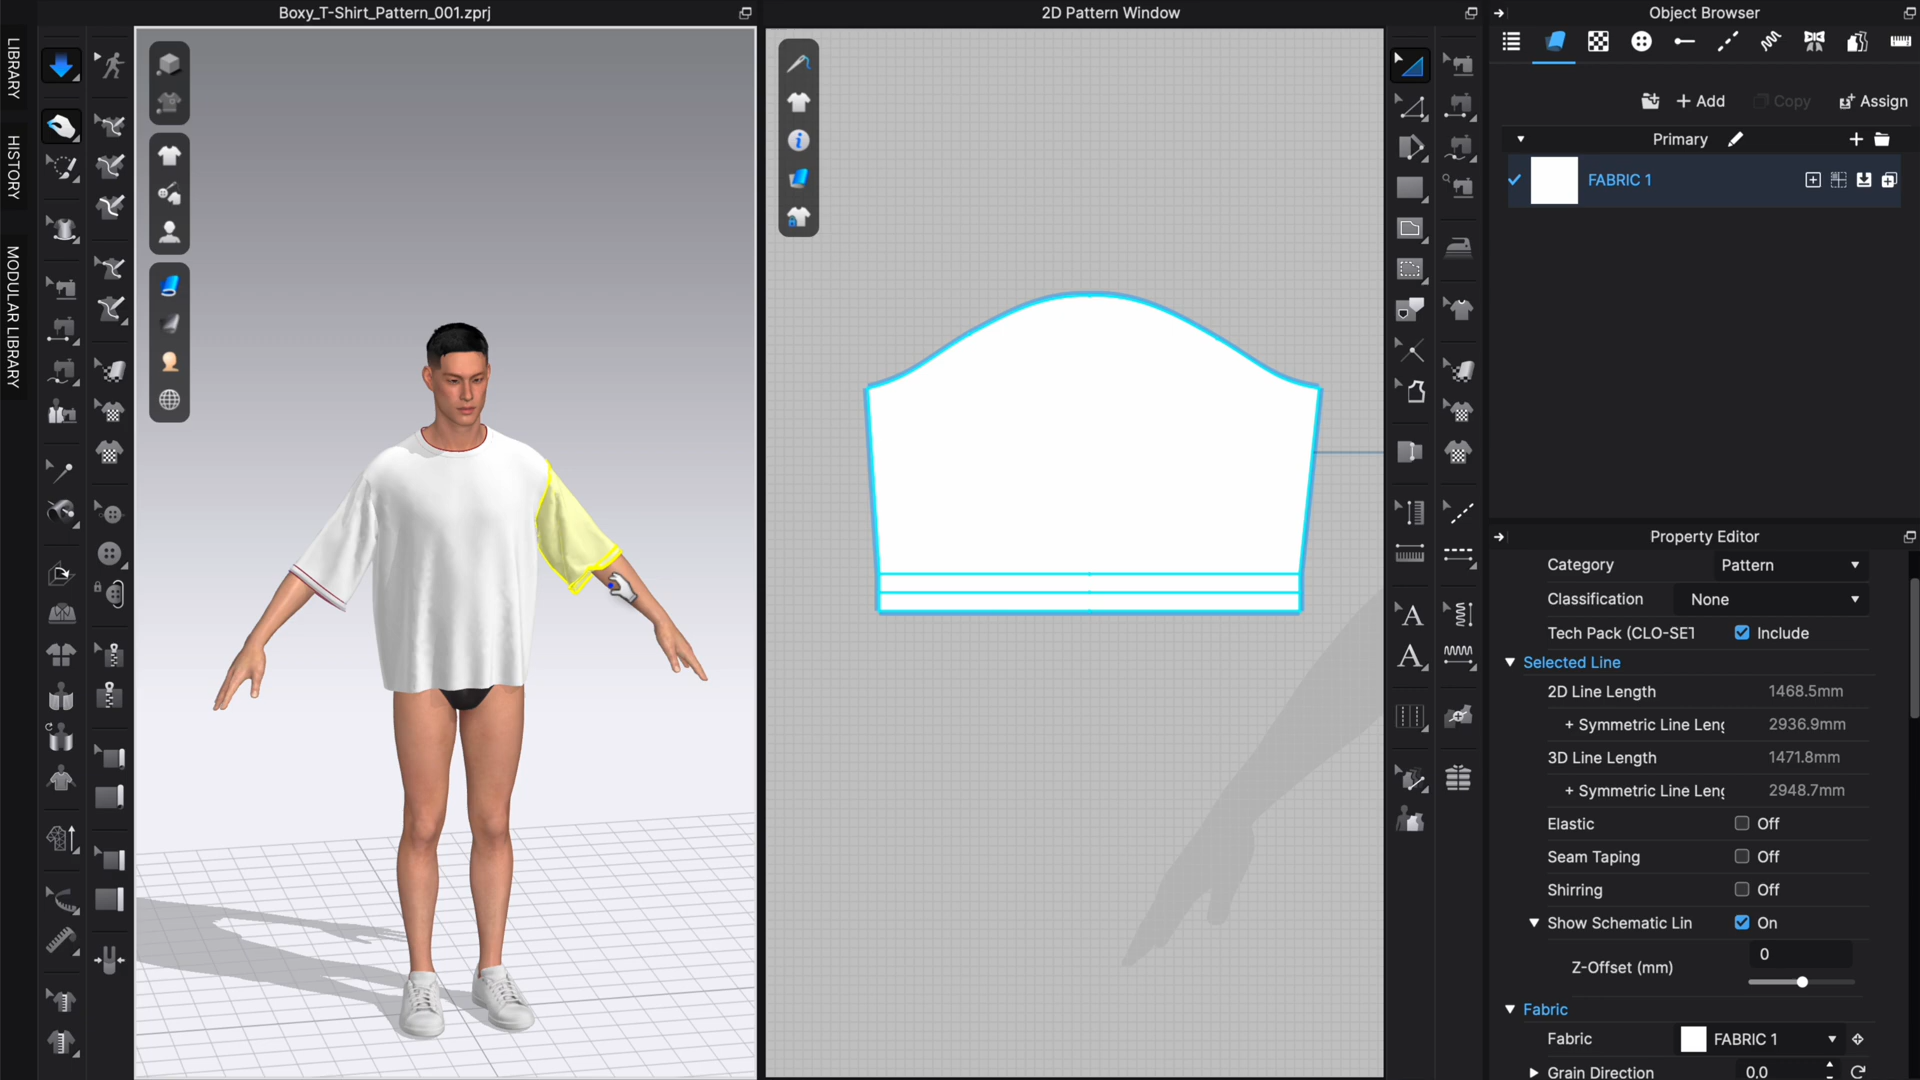 Boxy_T-Shirt_Pattern_001.zprj
2D Pattern Window
Object Browser
LIBRARY
HISTORY
MODULAR LIBRARY
+ Add
Copy
Assign
Primary
FABRIC 1
Property Editor
Category
Pattern
Classification
None
Tech Pack (CLO-SET
Include
Selected Line
2D Line Length
1468.5mm
+ Symmetric Line Leng
2936.9mm
3D Line Length
1471.8mm
+ Symmetric Line Leng
2948.7mm
Elastic
Off
Seam Taping
Off
Shirring
Off
Show Schematic Lin
On
Z-Offset (mm)
0
Fabric
Fabric
FABRIC 1
Grain Direction
0.0
A
A